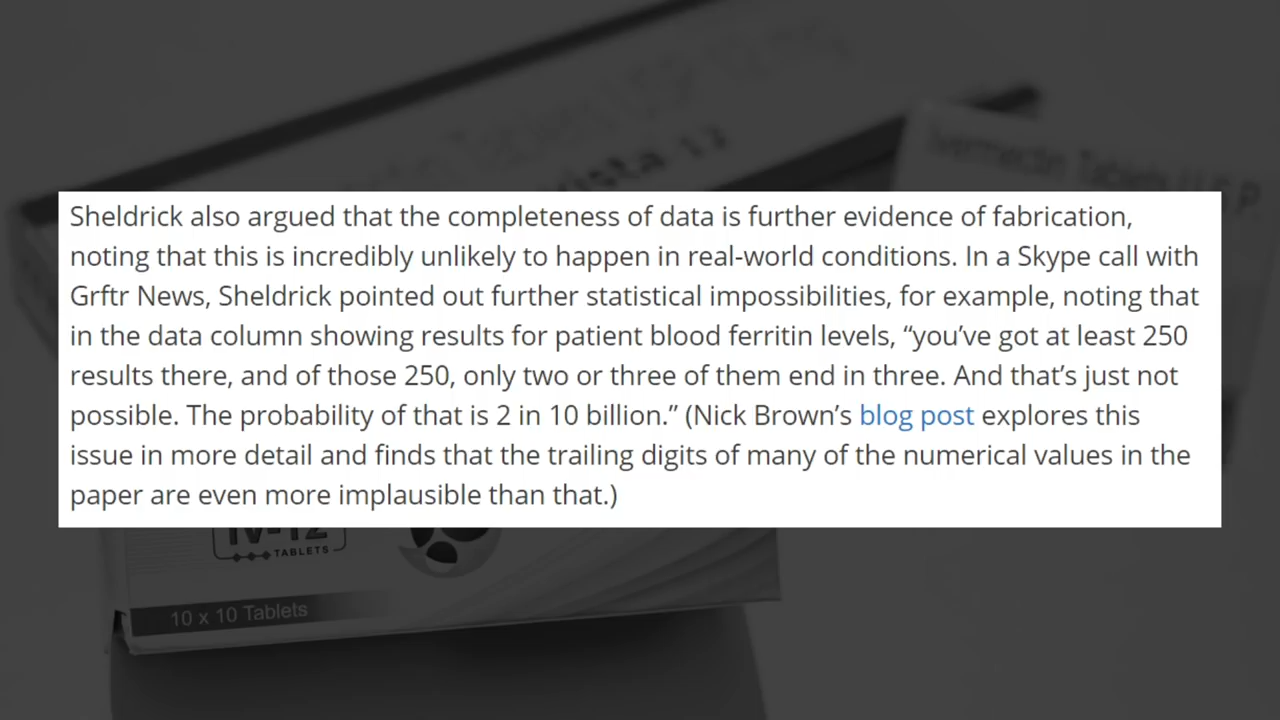 vista-12
Ivermectin Tablets U.S.P.
Sheldrick also argued that the completeness of data is further evidence of fabrication,
noting that this is incredibly unlikely to happen in real-world conditions. In a Skype call with
Grftr News, Sheldrick pointed out further statistical impossibilities, for example, noting that
in the data column showing results for patient blood ferritin levels, “you’ve got at least 250
results there, and of those 250, only two or three of them end in three. And that’s just not
possible. The probability of that is 2 in 10 billion.” (Nick Brown’s blog post explores this
issue in more detail and finds that the trailing digits of many of the numerical values in the
paper are even more implausible than that.)
TABLETS
10 x 10 Tablets